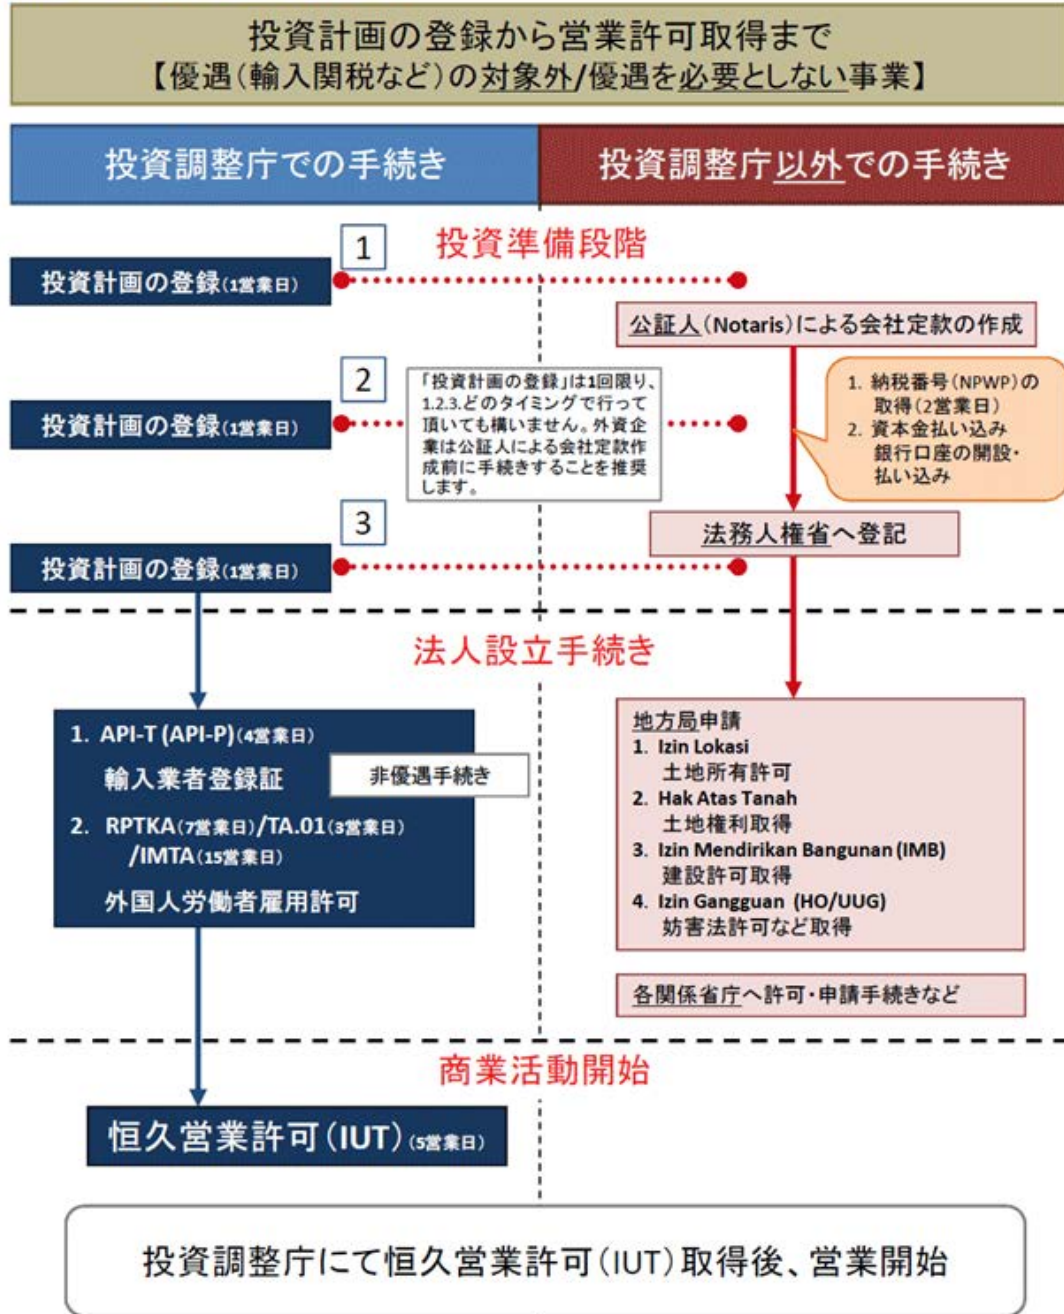 投資計画の登録から営業許可取得まで
【優遇(輸入関税など)の対象外/優遇を必要としない事業】
投資調整庁での手続き
投資調整庁以外での手続き
投資準備段階
1
投資計画の登録(1営業日)
公証人(Notaris)による会社定款の作成
2
投資計画の登録(1営業日)
「投資計画の登録」は1回限り、
1.2.3.どのタイミングで行って
頂いても構いません。外資企
業は公証人による会社定款作
成前に手続きすることを推奨
します。
1. 納税番号(NPWP)の
取得(2営業日)
2. 資本金払い込み
銀行口座の開設・
払い込み
3
法務人権省へ登記
投資計画の登録(1営業日)
法人設立手続き
1. API-T (API-P)(4営業日)
輸入業者登録証
非優遇手続き
2. RPTKA(7営業日)/TA.01(3営業日)
/IMTA(15営業日)
外国人労働者雇用許可
地方局申請
1. Izin Lokasi
土地所有許可
2. Hak Atas Tanah
土地権利取得
3. Izin Mendirikan Bangunan (IMB)
建設許可取得
4. Izin Gangguan (HO/UUG)
妨害法許可など取得
各関係省庁へ許可・申請手続きなど
商業活動開始
恒久営業許可(IUT)(5営業日)
投資調整庁にて恒久営業許可(IUT)取得後、営業開始